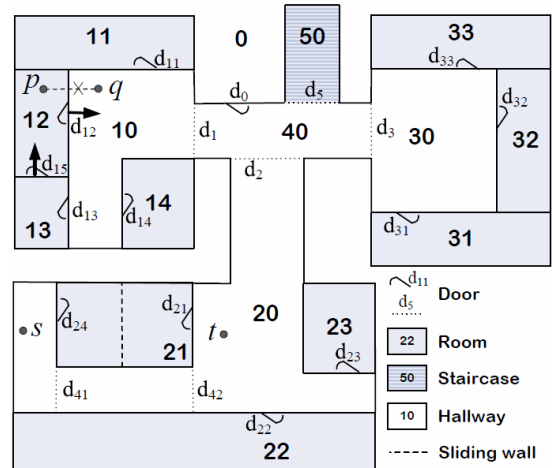 11
0
50
33
d₁₁
d₃₃
p
q
d₀
d₅
d₃₂
12
d₁₂
10
d₁
40
d₃
30
32
d₁₅
d₂
14
13
d₁₃
d₁₄
d₃₁
31
d₁₁
d₅
Door
s
d₂₄
d₂₁
21
t
20
23
d₂₃
22
Room
50
Staircase
d₄₁
d₄₂
10
Hallway
d₂₂
22
Sliding wall